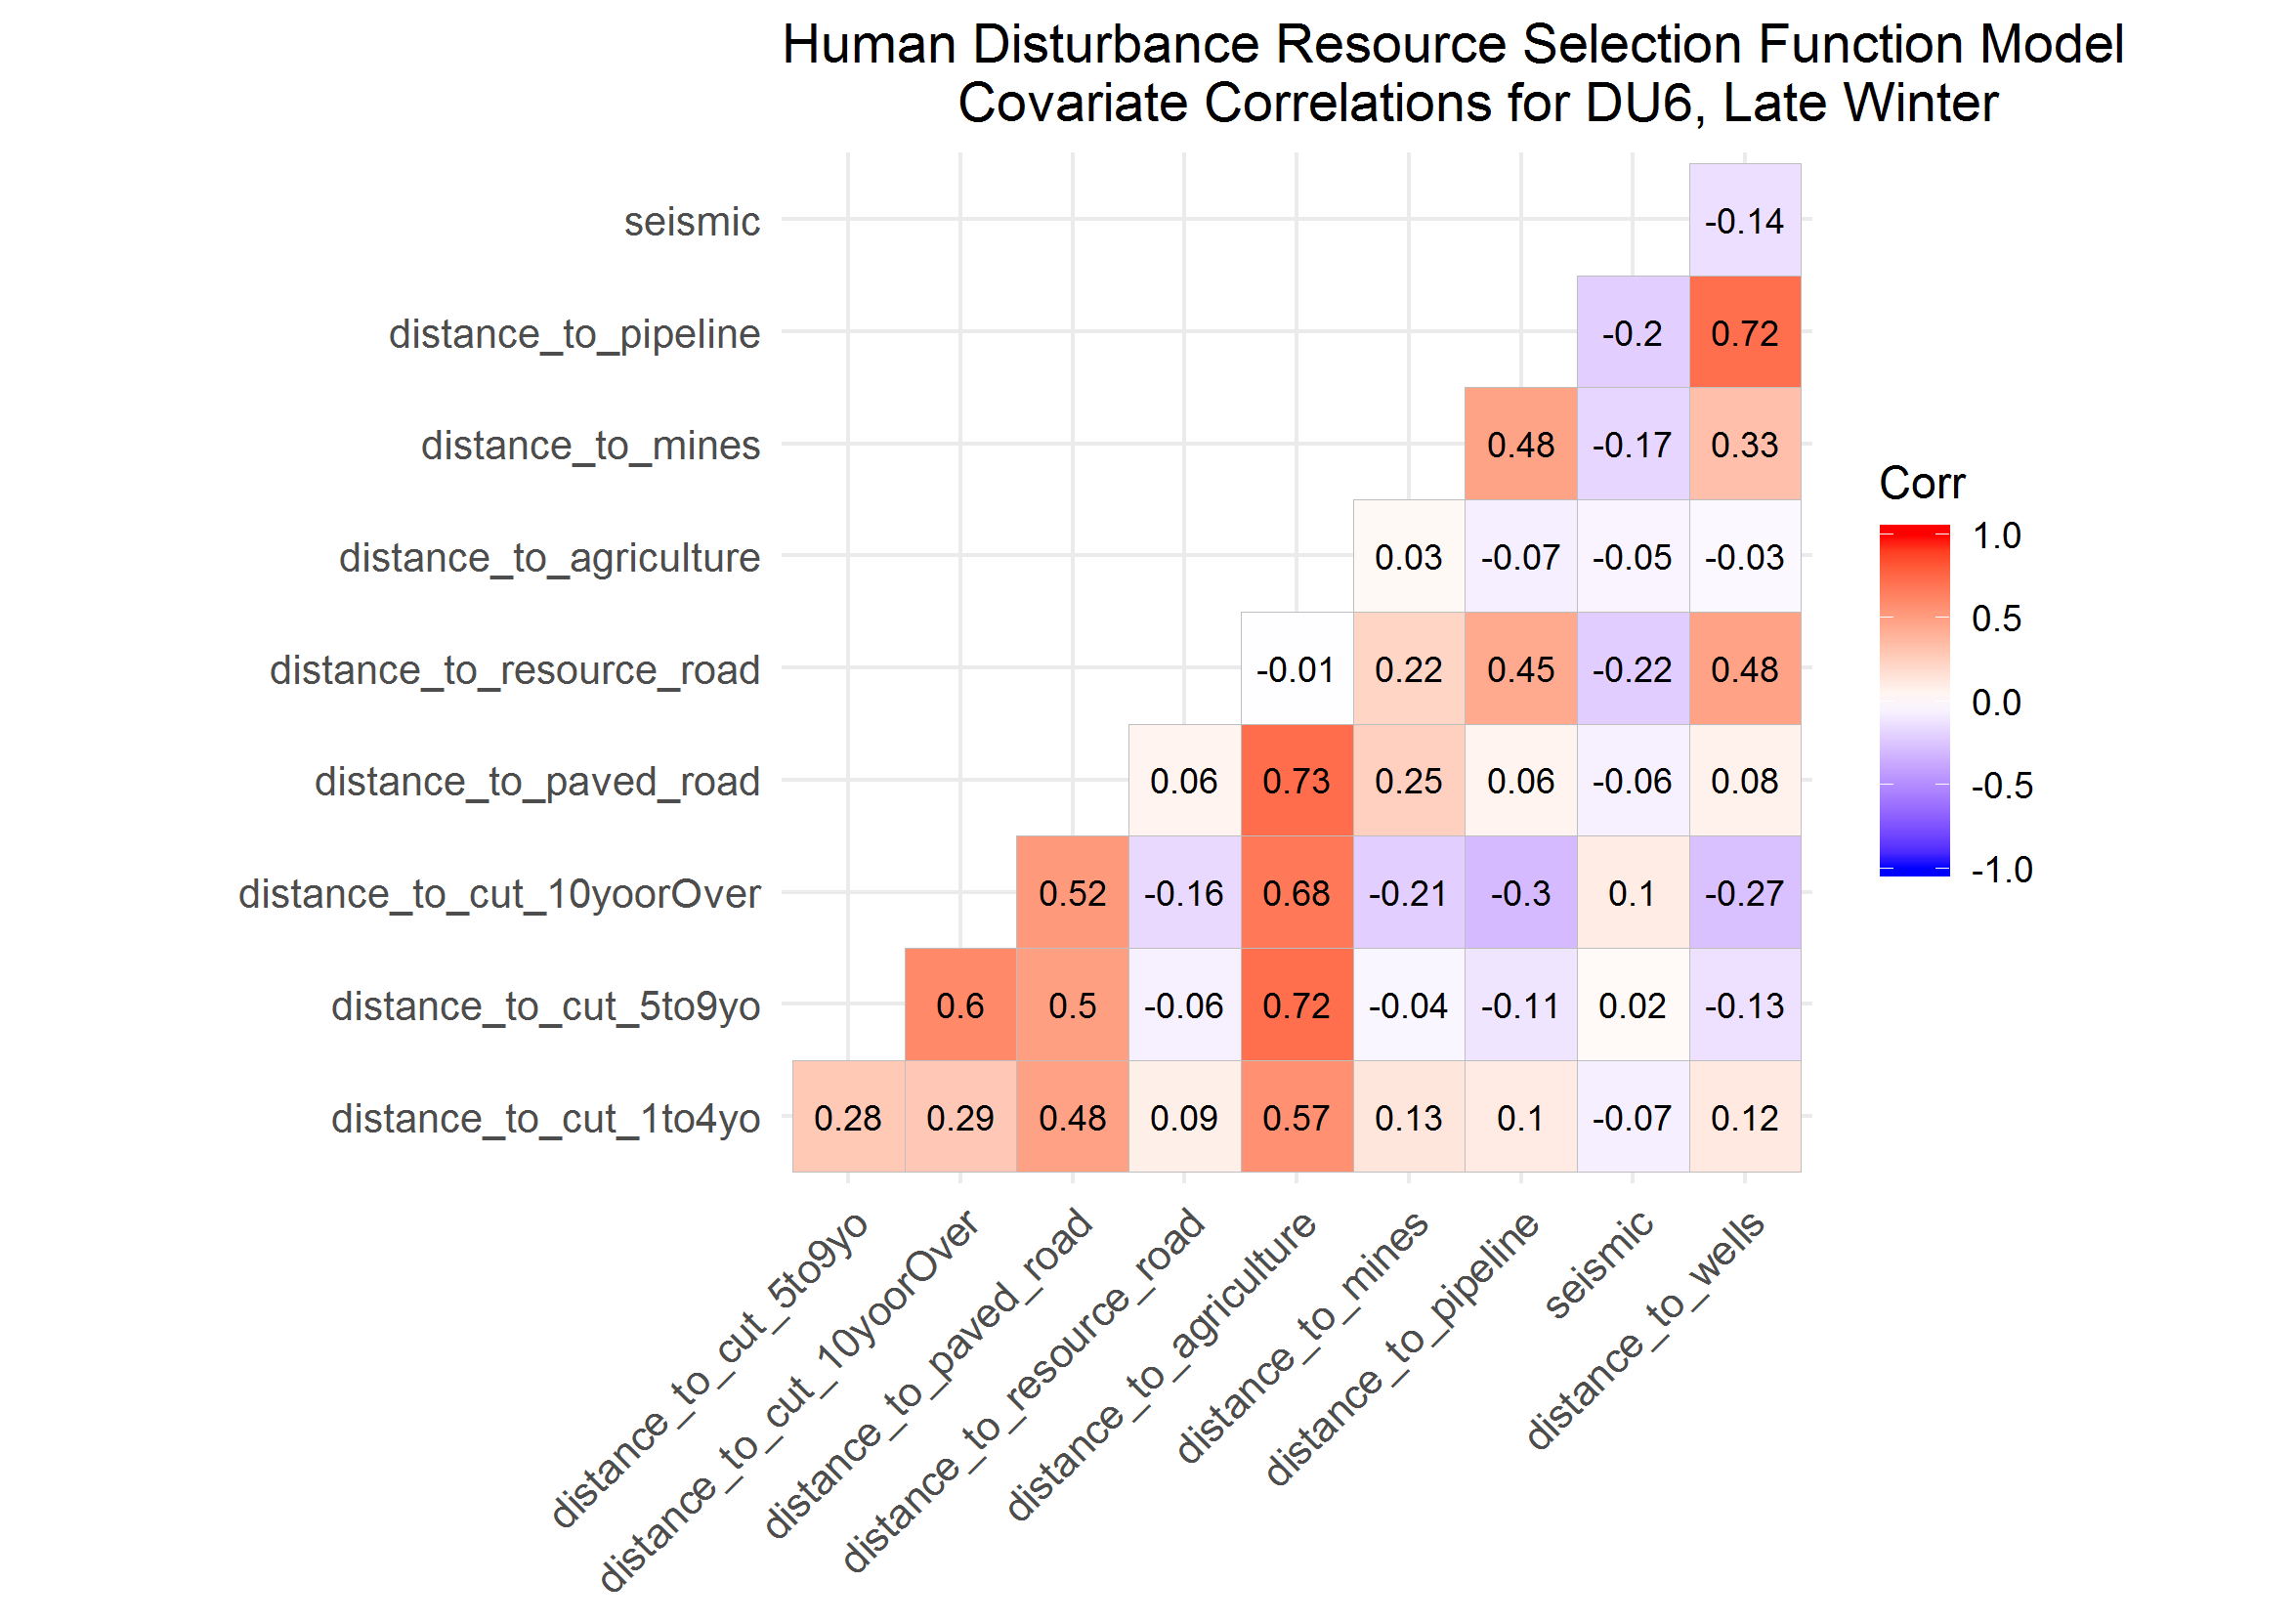 Human Disturbance Resource Selection Function Model
Covariate Correlations for DU6, Late Winter
seismic
-0.14
distance_to_pipeline
-0.2 0.72
distance_to_mines
0.48 -0.17 0.33
distance_to_agriculture
0.03 -0.07 -0.05 -0.03
distance_to_resource_road
-0.01 0.22 0.45 -0.22 0.48
distance_to_paved_road
0.06 0.73 0.25 0.06 -0.06 0.08
distance_to_cut_10yoorOver
0.52 -0.16 0.68 -0.21 -0.3 0.1 -0.27
distance_to_cut_5to9yo
0.6 0.5 -0.06 0.72 -0.04 -0.11 0.02 -0.13
distance_to_cut_1to4yo
0.28 0.29 0.48 0.09 0.57 0.13 0.1 -0.07 0.12
distance_to_cut_5to9yo
distance_to_cut_10yoorOver
distance_to_paved_road
distance_to_resource_road
distance_to_agriculture
distance_to_mines
distance_to_pipeline
seismic
distance_to_wells
Corr
1.0
0.5
0.0
-0.5
-1.0